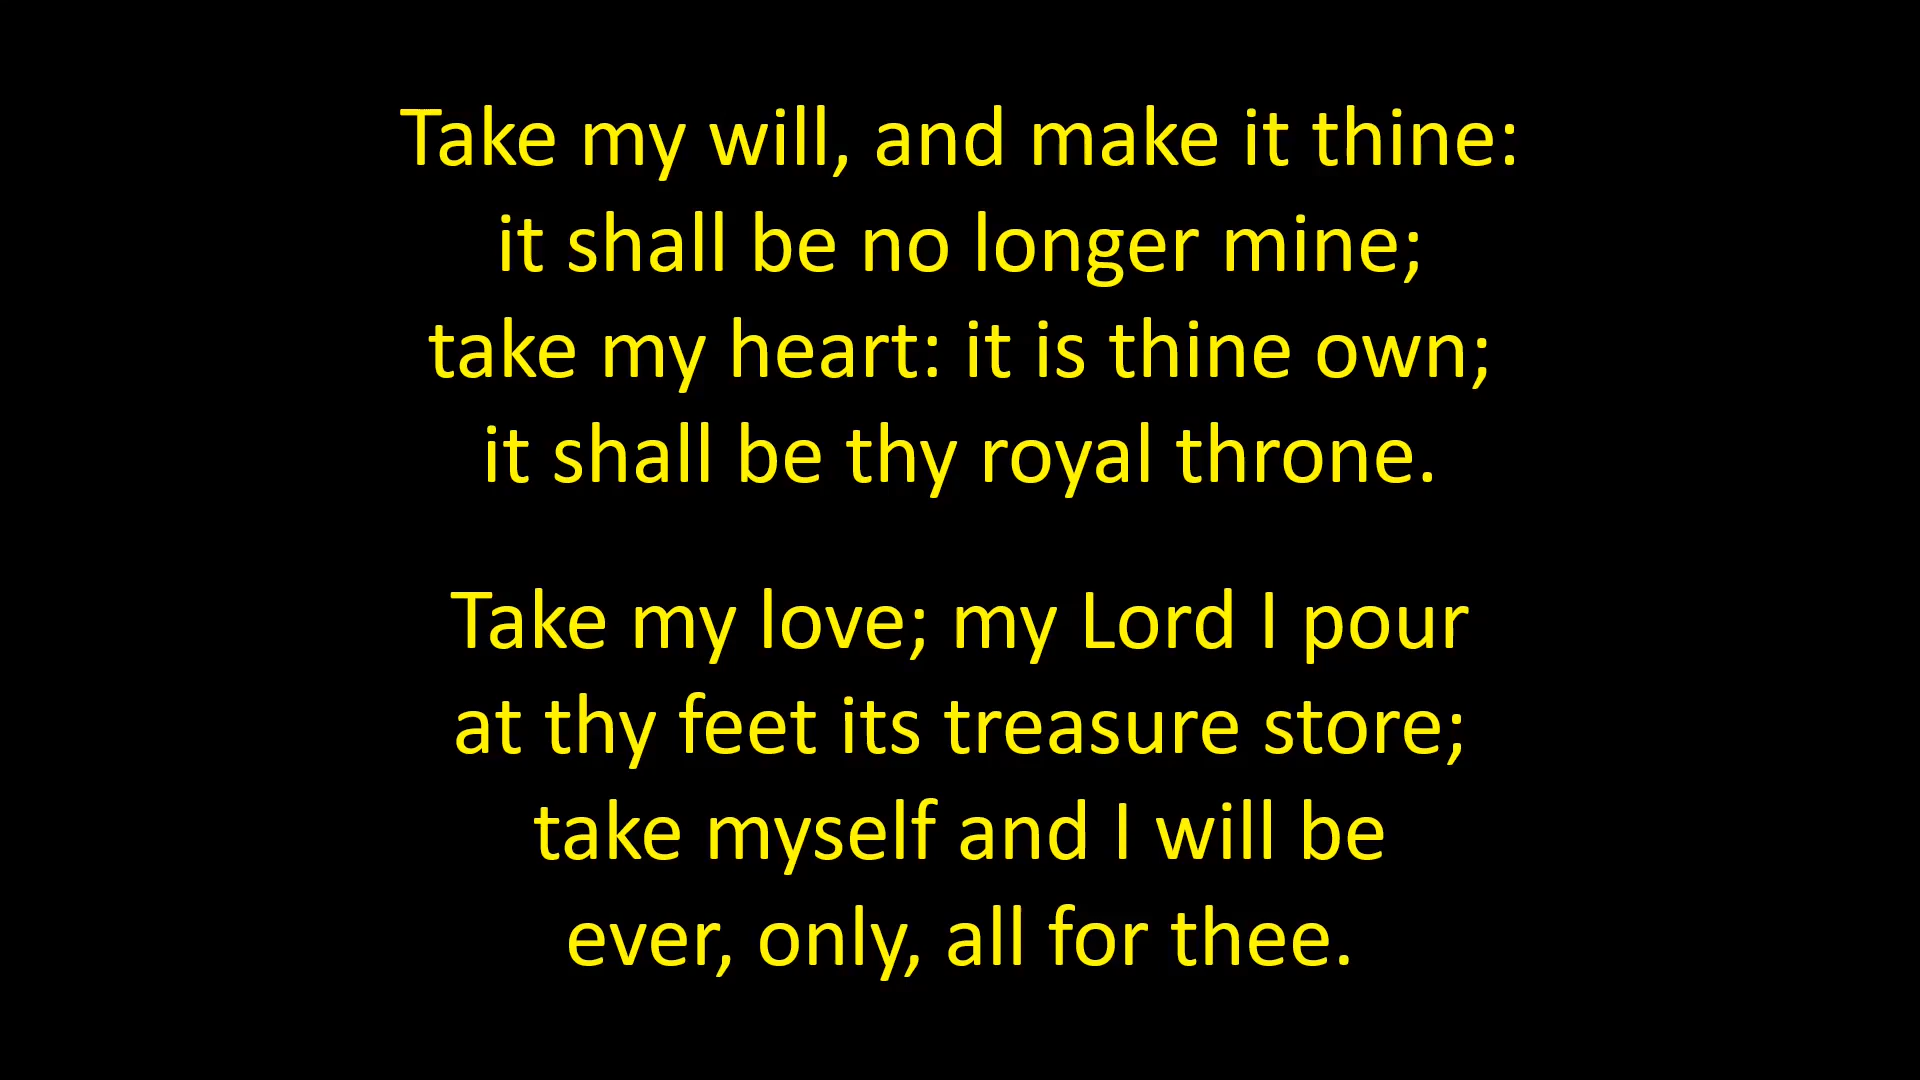 Take my will, and make it thine:
it shall be no longer mine;
take my heart: it is thine own;
it shall be thy royal throne.
Take my love; my Lord I pour
at thy feet its treasure store;
take myself and I will be
ever, only, all for thee.